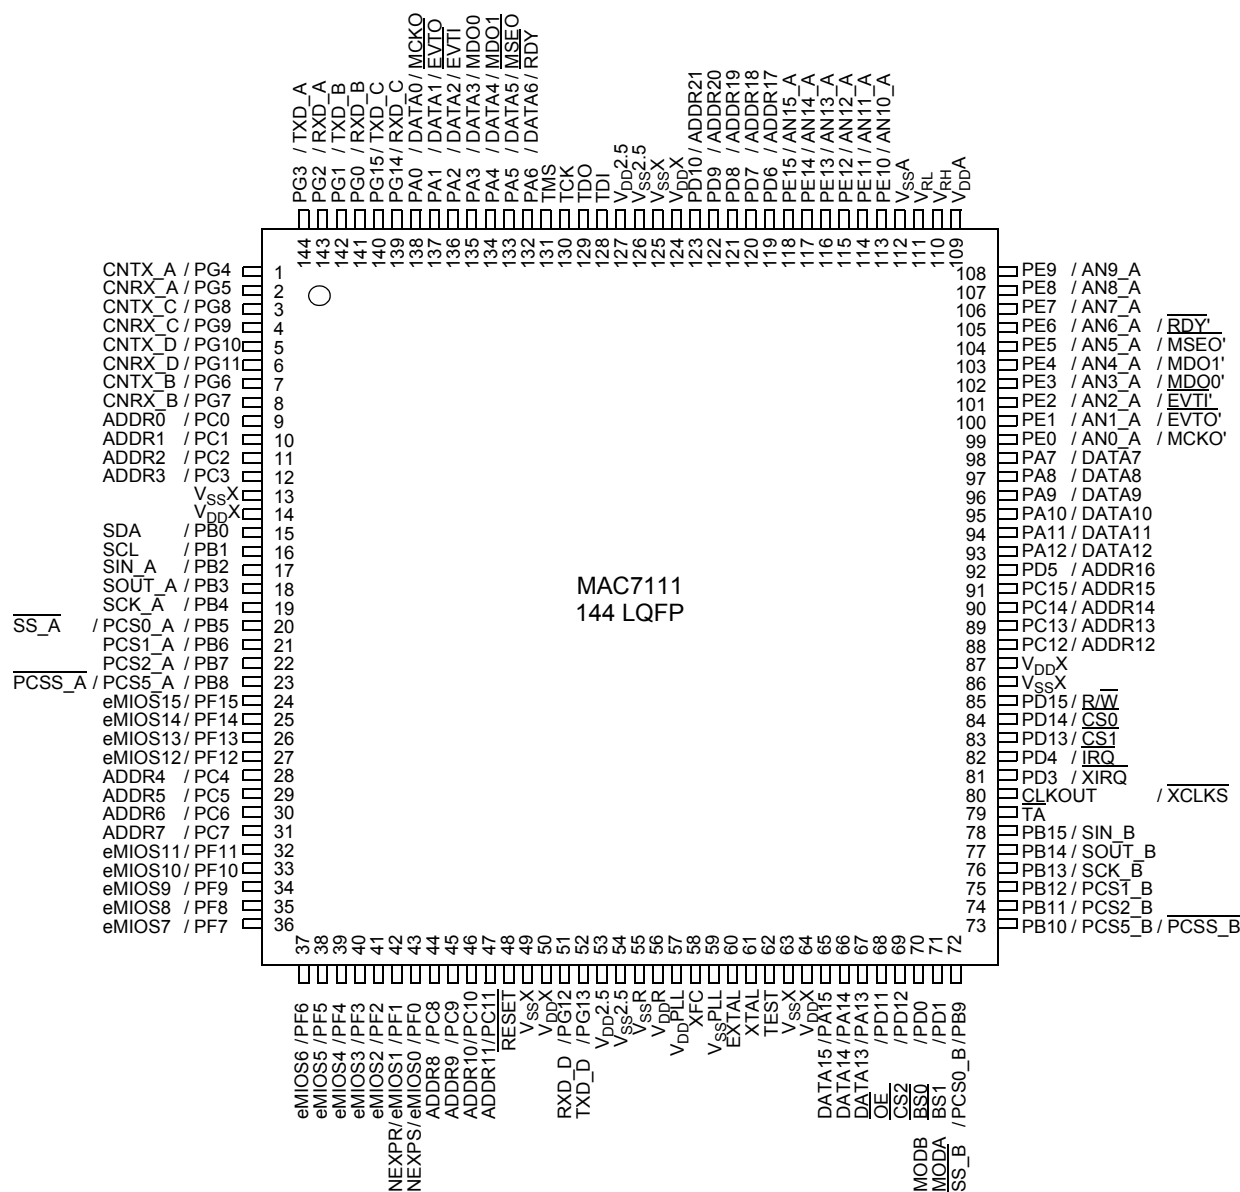 PG3 / TXD_A
PG2 / RXD_A
PG1 / TXD_B
PG0 / RXD_B
PG15 / TXD_C
PG14 / RXD_C
PA0 / DATA0 / MCKO
PA1 / DATA1 / EVTO
PA2 / DATA2 / EVTI
PA3 / DATA3 / MDO0
PA4 / DATA4 / MDO1
PA5 / DATA5 / MSEO
PA6 / DATA6 / RDY
TMS
TCK
TDO
TDI
VDD2.5
VSS2.5
VSSX
VDDX
PD10 / ADDR21
PD9 / ADDR20
PD8 / ADDR19
PD7 / ADDR18
PD6 / ADDR17
PE15 / AN15_A
PE14 / AN14_A
PE13 / AN13_A
PE12 / AN12_A
PE11 / AN11_A
PE10 / AN10_A
VSSA
VRL
VRH
VDDA
144 143 142 141 140 139 138 137 136 135 134 133 132 131 130 129 128 127 126 125 124 123 122 121 120 119 118 117 116 115 114 113 112 111 110 109
CNTX_A / PG4 1
CNRX_A / PG5 2
CNTX_C / PG8 3
CNRX_C / PG9 4
CNTX_D / PG10 5
CNRX_D / PG11 6
CNTX_B / PG6 7
CNRX_B / PG7 8
ADDR0 / PC0 9
ADDR1 / PC1 10
ADDR2 / PC2 11
ADDR3 / PC3 12
VSSX 13
VDDX 14
SDA / PB0 15
SCL / PB1 16
SIN_A / PB2 17
SOUT_A / PB3 18
SCK_A / PB4 19
SS_A / PCS0_A / PB5 20
PCS1_A / PB6 21
PCS2_A / PB7 22
PCSS_A / PCS5_A / PB8 23
eMIOS15 / PF15 24
eMIOS14 / PF14 25
eMIOS13 / PF13 26
eMIOS12 / PF12 27
ADDR4 / PC4 28
ADDR5 / PC5 29
ADDR6 / PC6 30
ADDR7 / PC7 31
eMIOS11 / PF11 32
eMIOS10 / PF10 33
eMIOS9 / PF9 34
eMIOS8 / PF8 35
eMIOS7 / PF7 36
MAC7111
144 LQFP
108 PE9 / AN9_A
107 PE8 / AN8_A
106 PE7 / AN7_A
105 PE6 / AN6_A / RDY'
104 PE5 / AN5_A / MSEO'
103 PE4 / AN4_A / MDO1'
102 PE3 / AN3_A / MDO0'
101 PE2 / AN2_A / EVTI'
100 PE1 / AN1_A / EVTO'
99 PE0 / AN0_A / MCKO'
98 PA7 / DATA7
97 PA8 / DATA8
96 PA9 / DATA9
95 PA10 / DATA10
94 PA11 / DATA11
93 PA12 / DATA12
92 PD5 / ADDR16
91 PC15 / ADDR15
90 PC14 / ADDR14
89 PC13 / ADDR13
88 PC12 / ADDR12
87 VDDX
86 VSSX
85 PD15 / R/W
84 PD14 / CS0
83 PD13 / CS1
82 PD4 / IRQ
81 PD3 / XIRQ
80 CLKOUT / XCLKS
79 TA
78 PB15 / SIN_B
77 PB14 / SOUT_B
76 PB13 / SCK_B
75 PB12 / PCS1_B
74 PB11 / PCS2_B
73 PB10 / PCS5_B / PCSS_B
37 38 39 40 41 42 43 44 45 46 47 48 49 50 51 52 53 54 55 56 57 58 59 60 61 62 63 64 65 66 67 68 69 70 71 72
eMIOS6 / PF6
eMIOS5 / PF5
eMIOS4 / PF4
eMIOS3 / PF3
eMIOS2 / PF2
NEXPR / eMIOS1 / PF1
NEXPS / eMIOS0 / PF0
ADDR8 / PC8
ADDR9 / PC9
ADDR10 / PC10
ADDR11 / PC11
RESET
VSSX
VDDX
RXD_D / PG12
TXD_D / PG13
VDD2.5
VSS2.5
VSSR
VDDR
VDDPLL
XFC
VSSPLL
EXTAL
XTAL
TEST
VSSX
VDDX
DATA15 / PA15
DATA14 / PA14
DATA13 / PA13
OE / PD11
CS2 / PD12
MODB BS0 / PD0
MODA BS1 / PD1
SS_B / PCS0_B / PB9